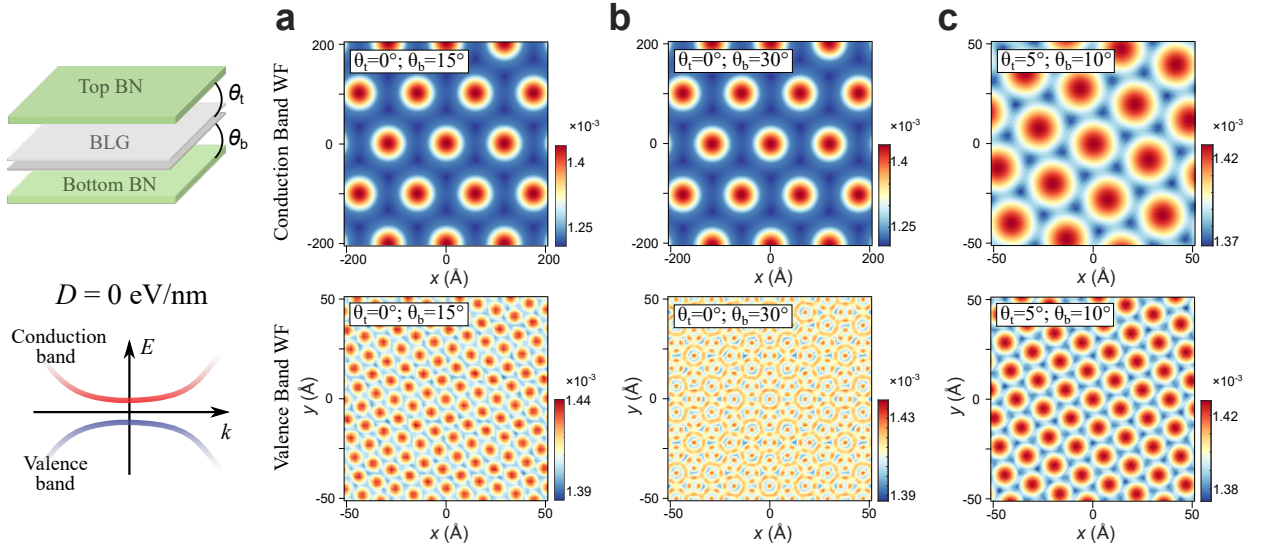 a
b
c
Top BN
BLG
Bottom BN
θt
θb
Conduction Band WF
θt=0°; θb=15°
200
0
-200
-200
0
200
x (Å)
×10-3
1.4
1.25
θt=0°; θb=30°
200
0
-200
-200
0
200
x (Å)
×10-3
1.4
1.25
θt=5°; θb=10°
50
0
-50
x (Å)
×10-3
1.42
1.37
D = 0 eV/nm
Conduction
band
E
k
Valence
band
Valence Band WF
θt=0°; θb=15°
y (Å)
50
0
-50
-50
0
50
x (Å)
×10-3
1.44
1.39
θt=0°; θb=30°
y (Å)
50
0
-50
-50
0
50
x (Å)
×10-3
1.43
1.39
θt=5°; θb=10°
y (Å)
50
0
-50
-50
0
50
x (Å)
×10-3
1.42
1.38